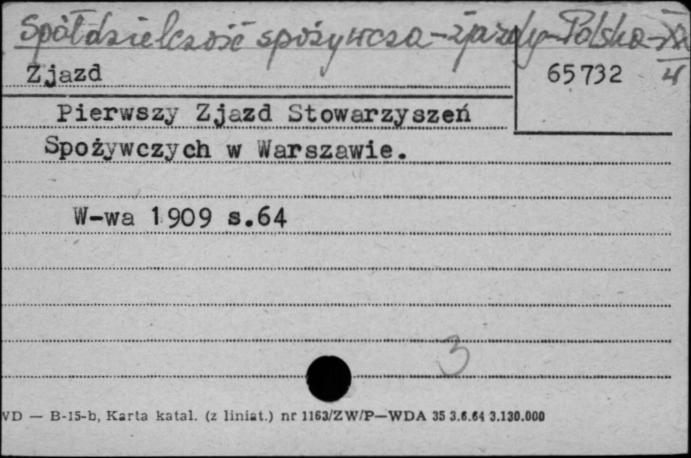 Spółdzielczość spożywcza - zjazdy - Polska - XX
Zjazd
65732
Pierwszy Zjazd Stowarzyszeń
Spożywczych w Warszawie.
W-wa 1909 s.64
3
VD — B-15-b, Karta katal. (z liniat.) nr 1163/ZW/P—WDA 35 3.6.64 3.130.000